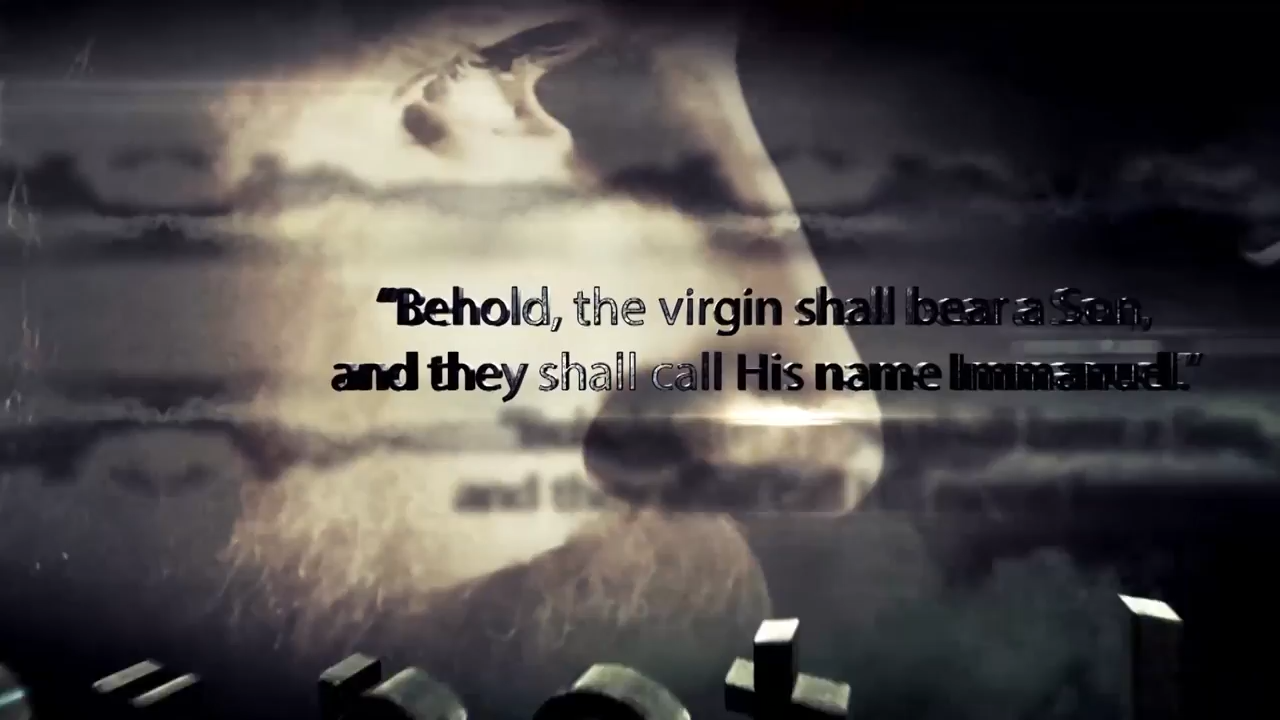 “Behold, the virgin shall bear a Son,
and they shall call His name Immanuel.”